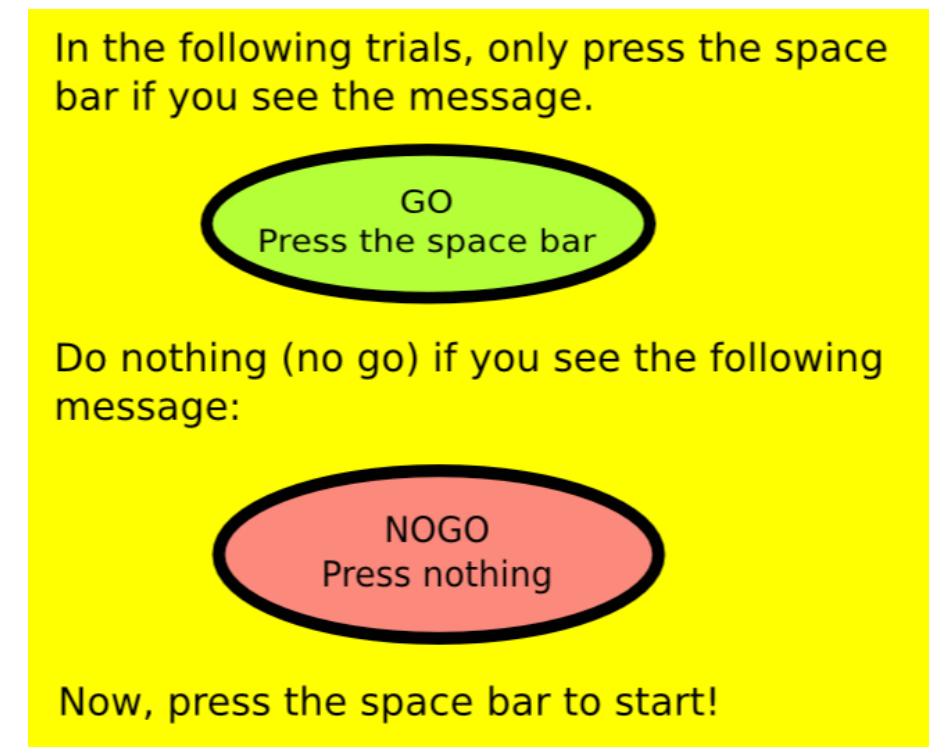 In the following trials, only press the space
bar if you see the message.
GO
Press the space bar
Do nothing (no go) if you see the following
message:
NOGO
Press nothing
Now, press the space bar to start!